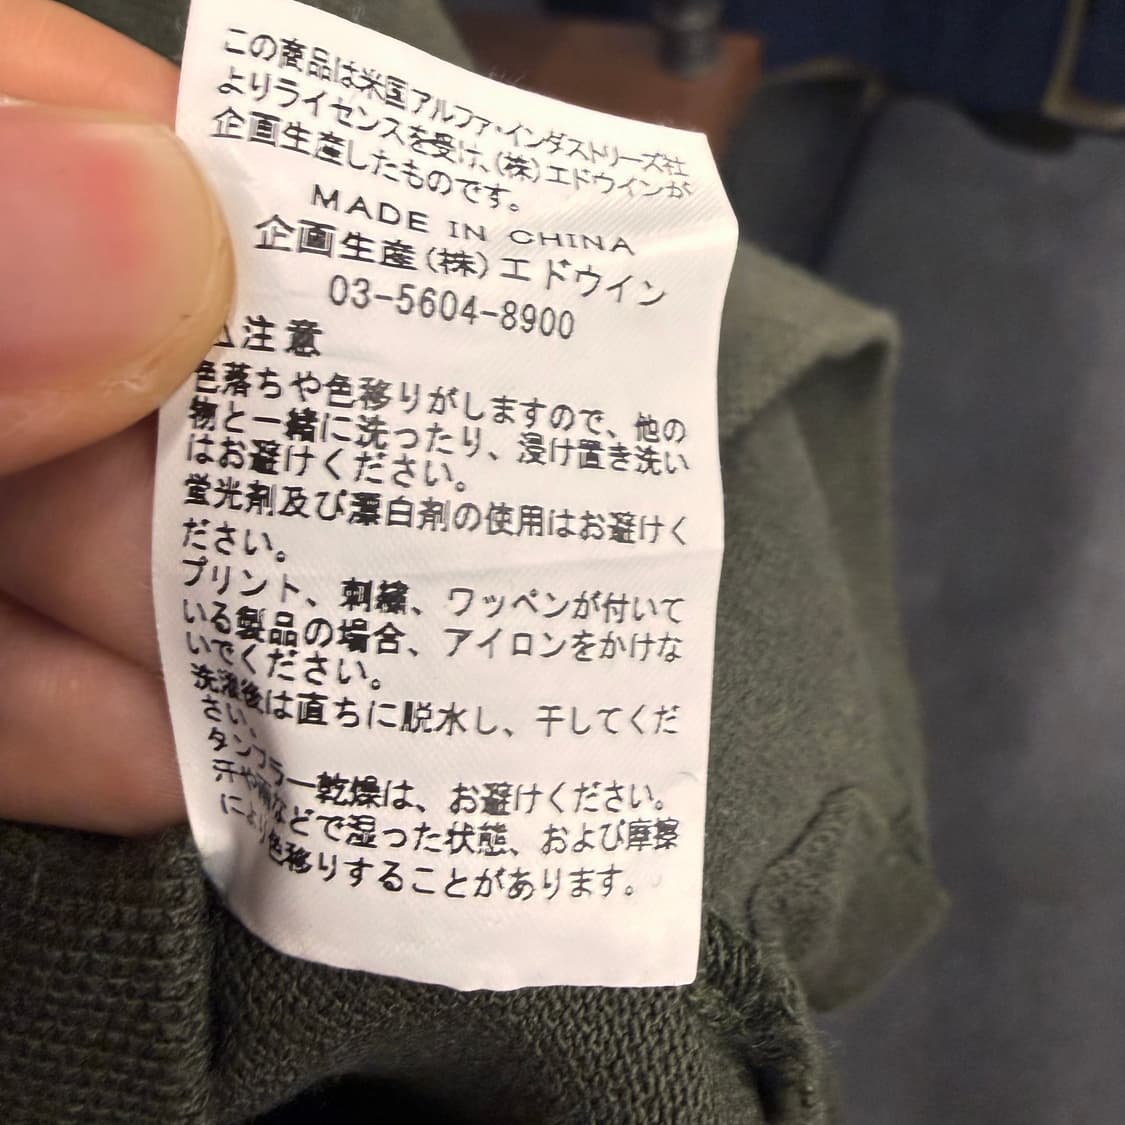 この商品は米国アルファ・インダストリーズ社
よりライセンスを受け、(株)エドウインが
企画生産したものです。
MADE IN CHINA
企画生産(株)エドウイン
03-5604-8900
注意
色落ちや色移りがしますので、他の
物と一緒に洗ったり、浸け置き洗い
はお避けください。
蛍光剤及び漂白剤の使用はお避けく
ださい。
プリント、刺繍、ワッペンが付いて
いる製品の場合、アイロンをかけな
いでください。
洗濯後は直ちに脱水し、干してくだ
さい。
タンブラー乾燥は、お避けください。
汗や雨などで湿った状態、および摩擦
により色移りすることがあります。